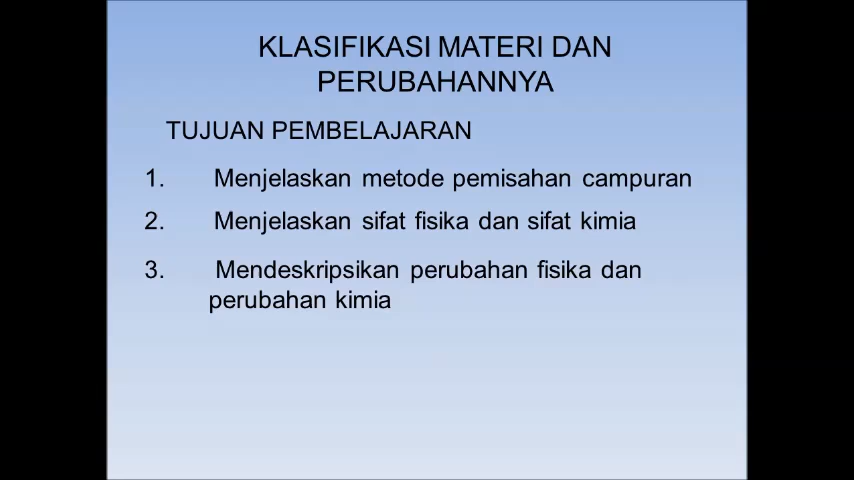 KLASIFIKASI MATERI DAN
PERUBAHANNYA
TUJUAN PEMBELAJARAN
1. Menjelaskan metode pemisahan campuran
2. Menjelaskan sifat fisika dan sifat kimia
3. Mendeskripsikan perubahan fisika dan
perubahan kimia